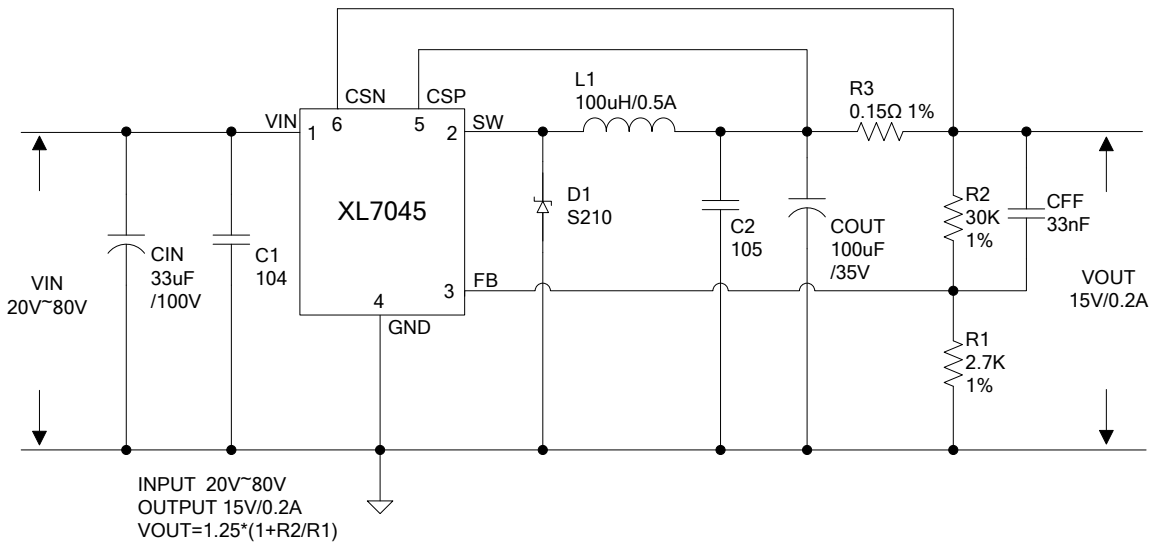 CSN
CSP
VIN
1
6
5
2
SW
L1
100uH/0.5A
R3
0.15Ω 1%
XL7045
D1
S210
R2
30K
1%
CFF
33nF
CIN
33uF
/100V
C1
104
C2
105
COUT
100uF
/35V
VIN
20V~80V
4
GND
3
FB
VOUT
15V/0.2A
R1
2.7K
1%
INPUT 20V~80V
OUTPUT 15V/0.2A
VOUT=1.25*(1+R2/R1)